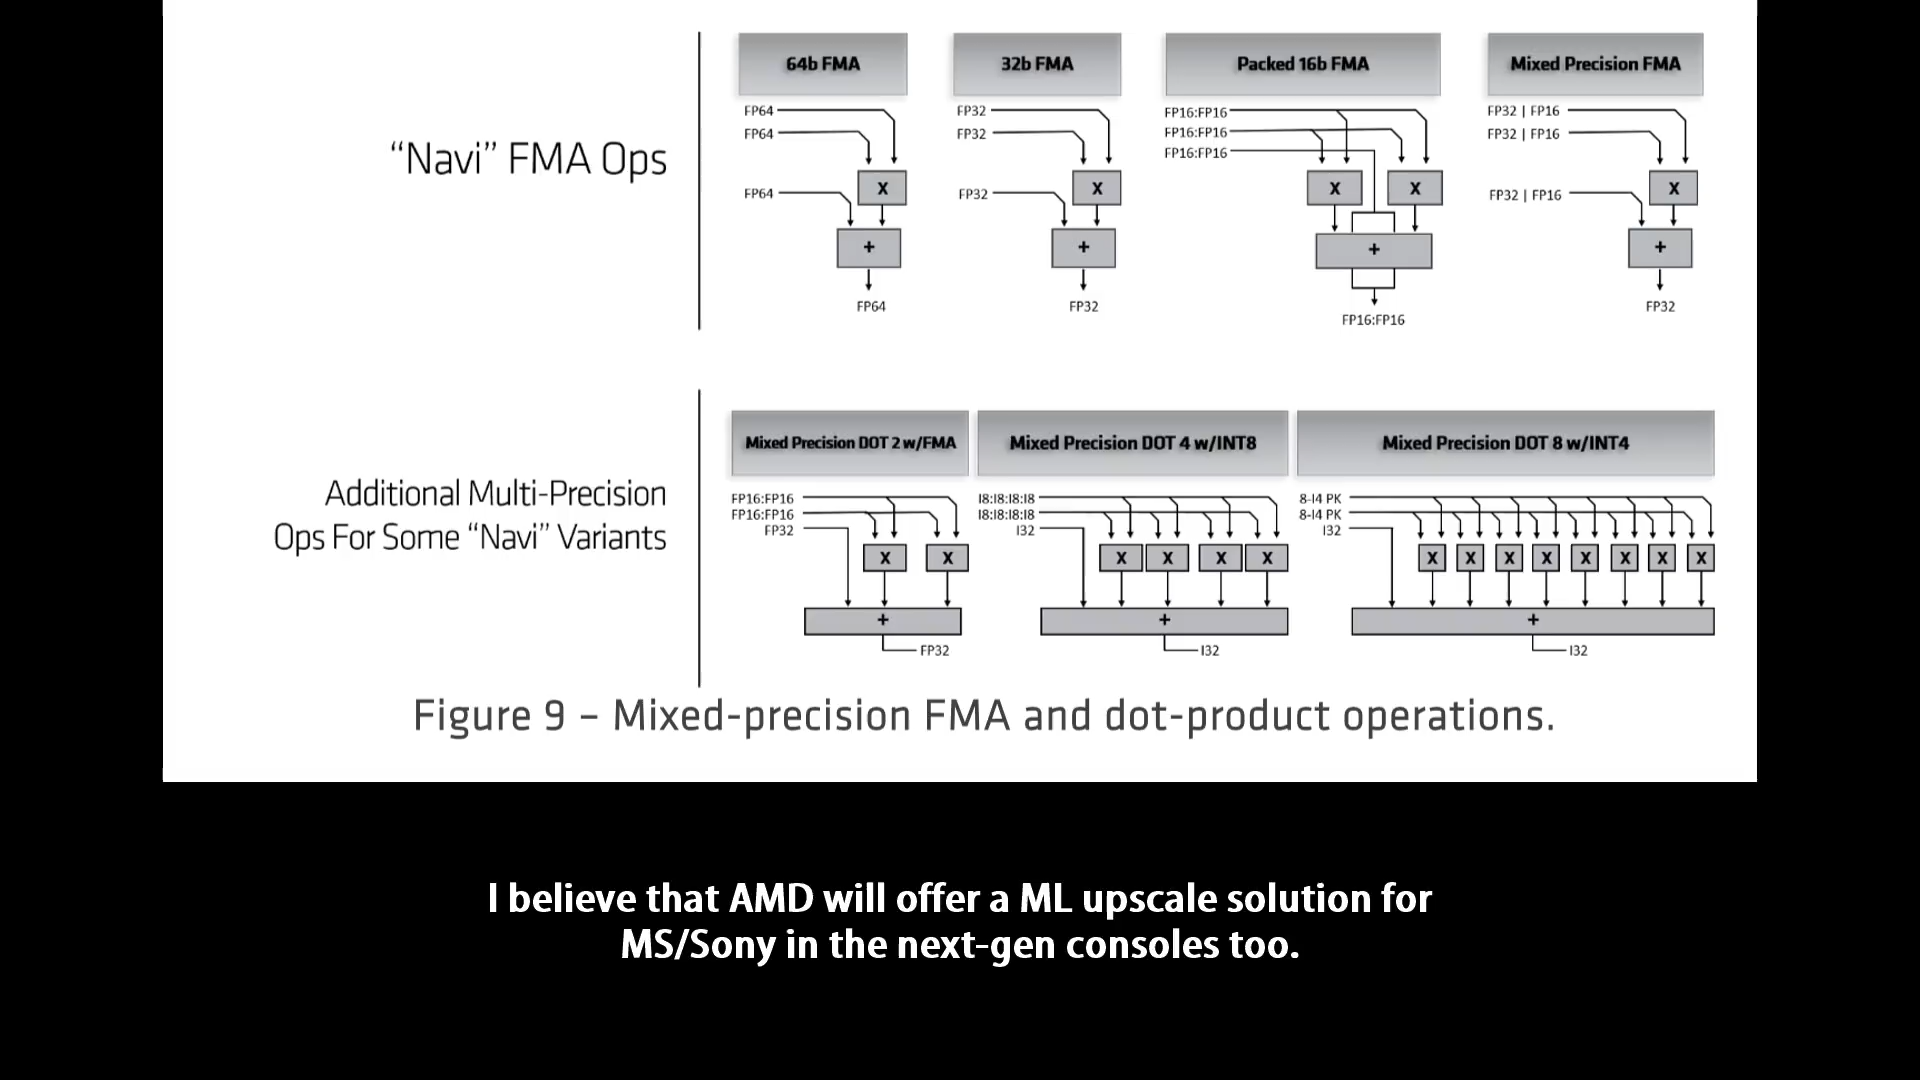 64b FMA
32b FMA
Packed 16b FMA
Mixed Precision FMA
“Navi” FMA Ops
FP64
FP64
FP64
X
+
FP64
FP32
FP32
FP32
X
+
FP32
FP16:FP16
FP16:FP16
FP16:FP16
X
X
+
FP16:FP16
FP32 | FP16
FP32 | FP16
FP32 | FP16
X
+
FP32
Additional Multi-Precision
Ops For Some “Navi” Variants
Mixed Precision DOT 2 w/FMA
Mixed Precision DOT 4 w/INT8
Mixed Precision DOT 8 w/INT4
FP16:FP16
FP16:FP16
FP32
X
X
+
FP32
I8:I8:I8:I8
I8:I8:I8:I8
I32
X
X
X
X
+
I32
8-I4 PK
8-I4 PK
I32
X
X
X
X
X
X
X
X
+
I32
Figure 9 – Mixed-precision FMA and dot-product operations.
I believe that AMD will offer a ML upscale solution for
MS/Sony in the next-gen consoles too.